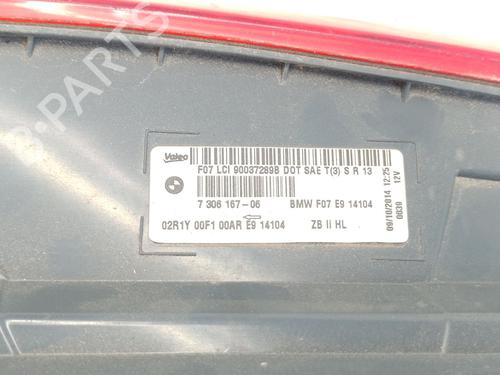 Valeo F07 LCI 90037289B DOT SAE T(3) S R 13
7 306 167-06 BMW F07 E9 14104
02R1Y 00F1 00AR E9 14104 ZB II HL
09/10/2014 12:25
0639 12V
B-PARTS